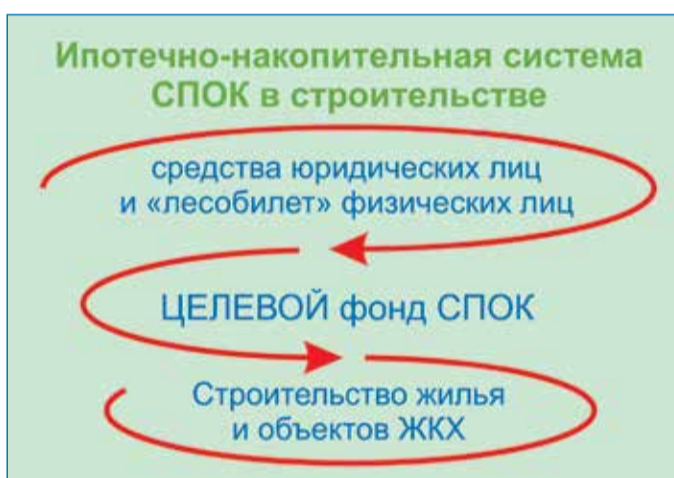 Ипотечно-накопительная система
СПОК в строительстве
средства юридических лиц
и «лесобилет» физических лиц
ЦЕЛЕВОЙ фонд СПОК
Строительство жилья
и объектов ЖКХ